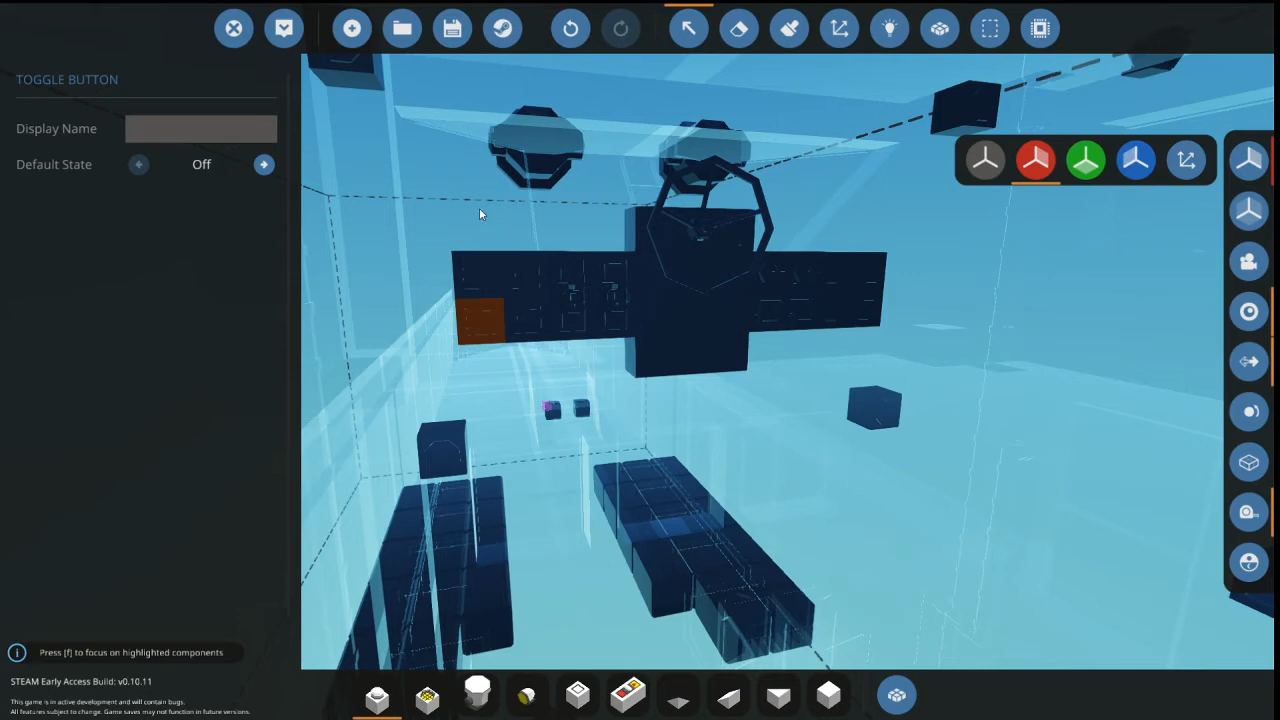 TOGGLE BUTTON
Display Name
Default State
Off
Press [f] to focus on highlighted components
STEAM Early Access Build: v0.10.11
This game is in active development and will contain bugs.
All features subject to change. Game saves may not function in future versions.